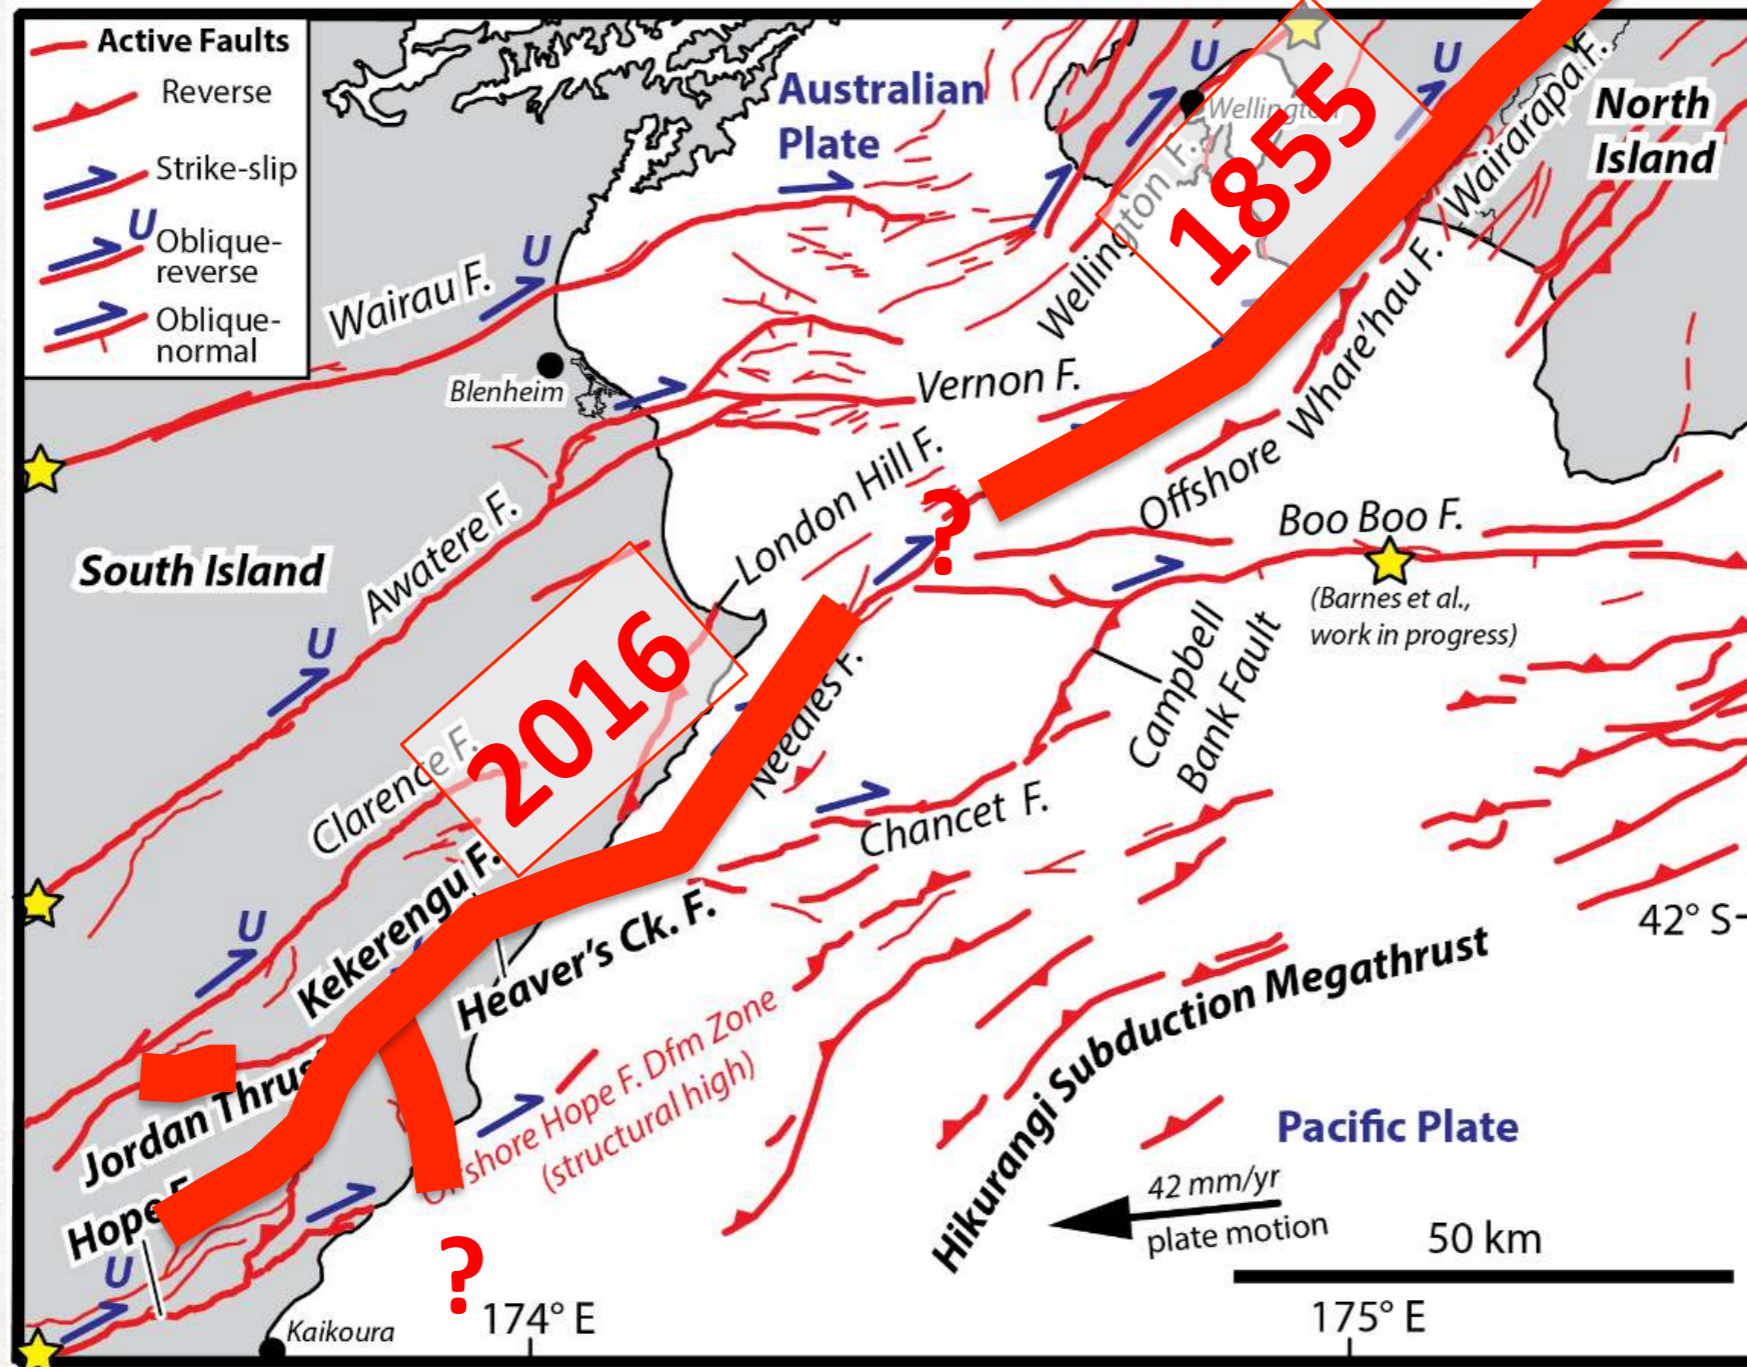 Active Faults
Reverse
Strike-slip
U
Oblique-
reverse
Oblique-
normal
Australian
Plate
U
U
Wellington
North
Island
1855
Wairarapa F.
Wellington F.
U
Wairau F.
Blenheim
Vernon F.
Offshore Whare'hau F.
London Hill F.
?
Boo Boo F.
(Barnes et al.,
work in progress)
South Island
Awatere F.
U
2016
Needles F.
Campbell
Bank Fault
Clarence F.
Chancet F.
Kekerengu F.
U
Heaver's Ck. F.
42° S
Hikurangi Subduction Megathrust
Offshore Hope F. Dfm Zone
(structural high)
Jordan Thrust
Hope F.
U
Pacific Plate
42 mm/yr
plate motion
50 km
?
174° E
175° E
Kaikoura